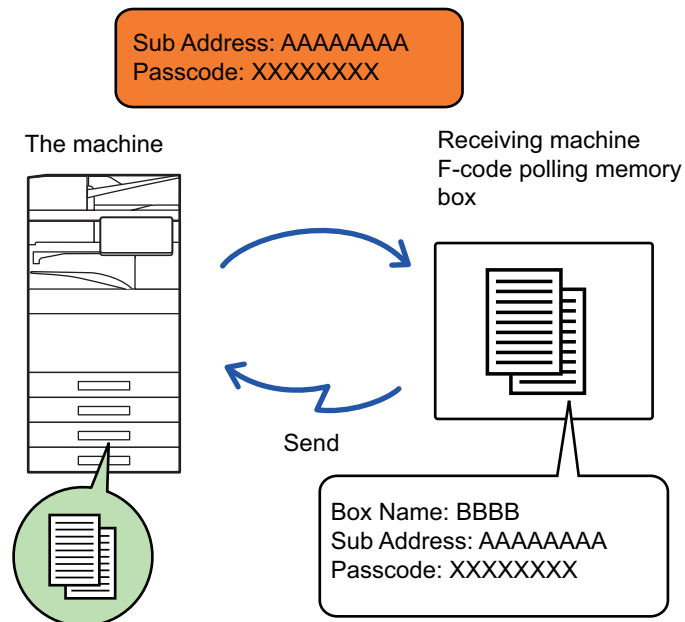 Sub Address: AAAAAAAA
Passcode: XXXXXXXX
The machine
Receiving machine
F-code polling memory
box
Send
Box Name: BBBB
Sub Address: AAAAAAAA
Passcode: XXXXXXXX